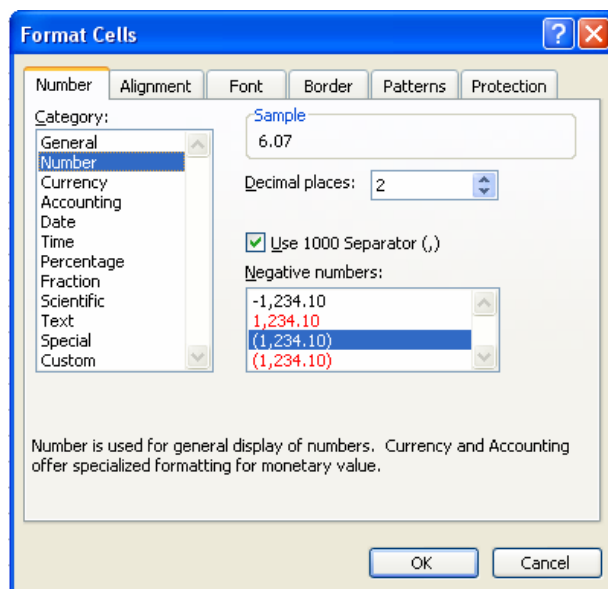 Format Cells
Number Alignment Font Border Patterns Protection
Category:
General
Number
Currency
Accounting
Date
Time
Percentage
Fraction
Scientific
Text
Special
Custom
Sample
6.07
Decimal places: 2
Use 1000 Separator (,)
Negative numbers:
-1,234.10
1,234.10
(1,234.10)
(1,234.10)
Number is used for general display of numbers. Currency and Accounting
offer specialized formatting for monetary value.
OK Cancel